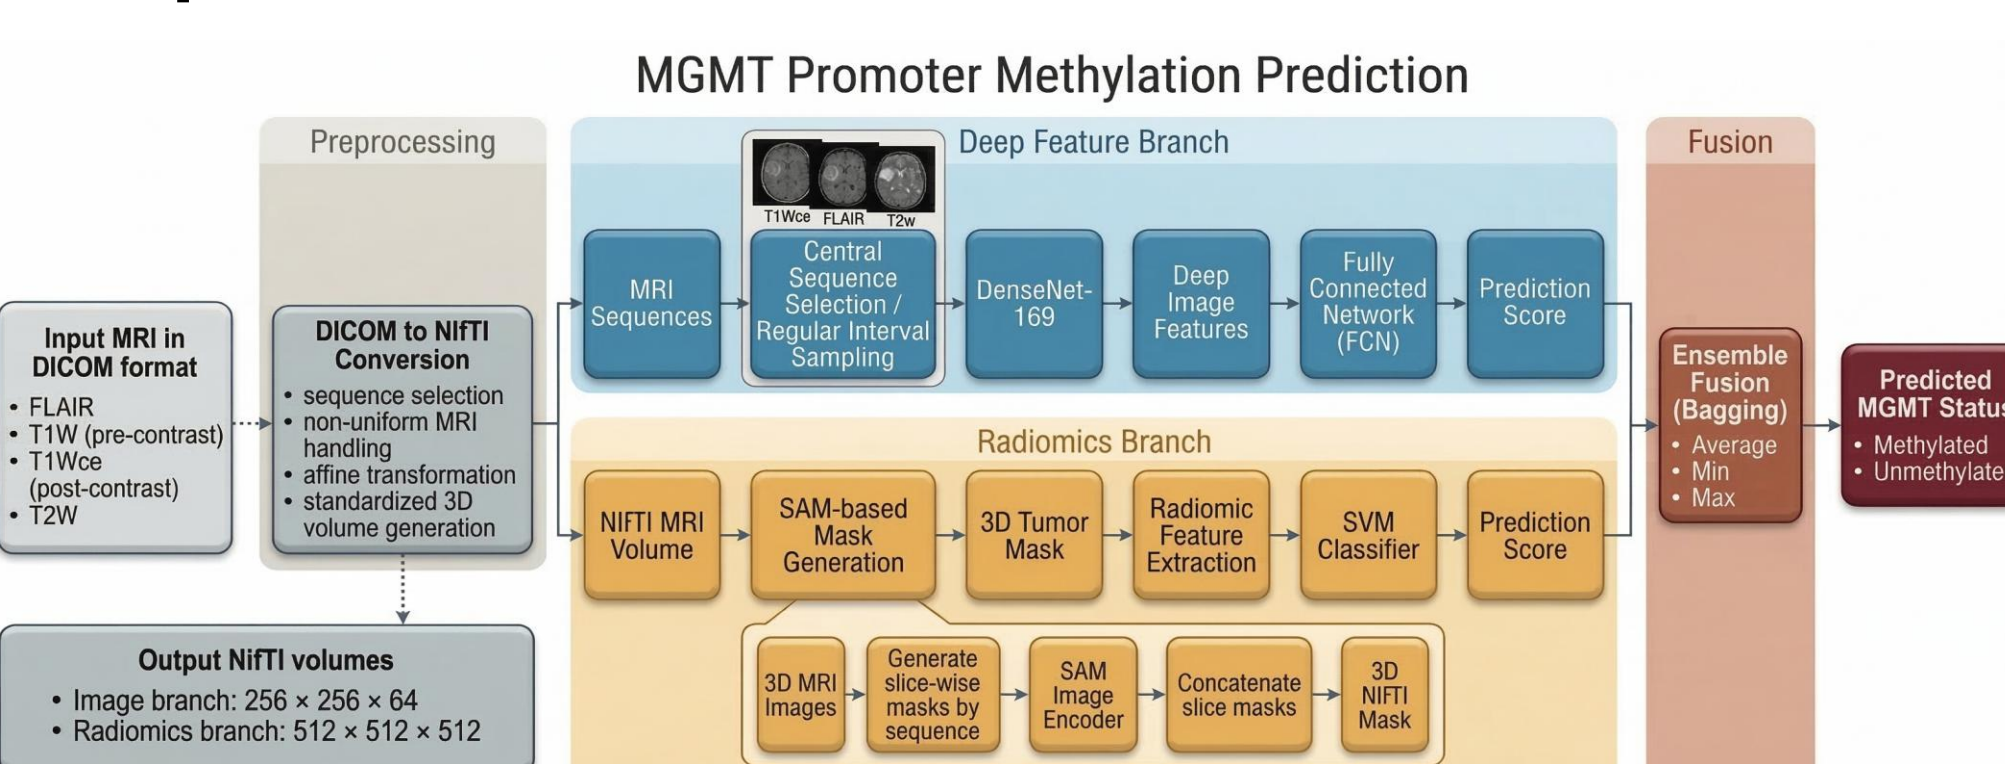 MGMT Promoter Methylation Prediction
Preprocessing
Deep Feature Branch
Fusion
T1Wce FLAIR T2w
Input MRI in
DICOM format
• FLAIR
• T1W (pre-contrast)
• T1Wce
(post-contrast)
• T2W
DICOM to NIfTI
Conversion
• sequence selection
• non-uniform MRI
handling
• affine transformation
• standardized 3D
volume generation
Output NifTI volumes
• Image branch: 256 × 256 × 64
• Radiomics branch: 512 × 512 × 512
MRI
Sequences
Central
Sequence
Selection /
Regular Interval
Sampling
DenseNet-
169
Deep
Image
Features
Fully
Connected
Network
(FCN)
Prediction
Score
Radiomics Branch
NIFTI MRI
Volume
SAM-based
Mask
Generation
3D Tumor
Mask
Radiomic
Feature
Extraction
SVM
Classifier
Prediction
Score
3D MRI
Images
Generate
slice-wise
masks by
sequence
SAM
Image
Encoder
Concatenate
slice masks
3D
NIFTI
Mask
Ensemble
Fusion
(Bagging)
• Average
• Min
• Max
Predicted
MGMT Status
• Methylated
• Unmethylate